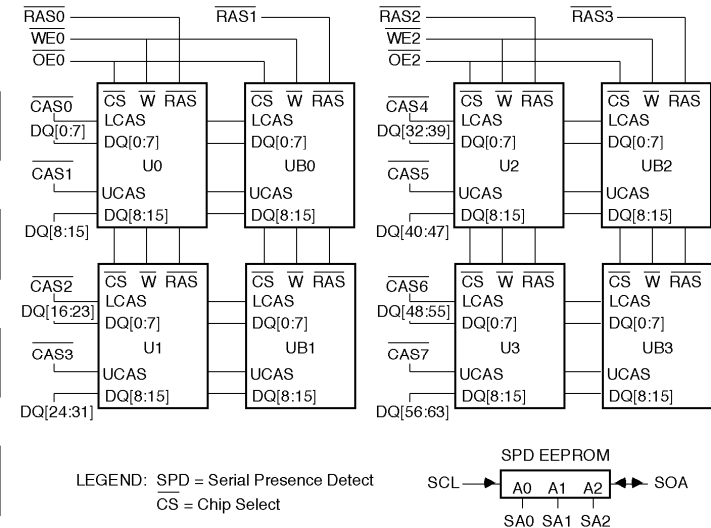 RAS0 RAS1 RAS2 RAS3
WE0 WE2
OE0 OE2
CS W RAS CS W RAS CS W RAS CS W RAS
CAS0 LCAS LCAS CAS4 LCAS LCAS
DQ[0:7] DQ[0:7] DQ[0:7] DQ[32:39] DQ[0:7] DQ[0:7]
U0 UB0 U2 UB2
CAS1 UCAS UCAS CAS5 UCAS UCAS
DQ[8:15] DQ[8:15] DQ[8:15] DQ[8:15]
DQ[8:15] DQ[40:47]
CS W RAS CS W RAS CS W RAS CS W RAS
CAS2 LCAS LCAS CAS6 LCAS LCAS
DQ[16:23] DQ[0:7] DQ[0:7] DQ[48:55] DQ[0:7] DQ[0:7]
U1 UB1 U3 UB3
CAS3 UCAS UCAS CAS7 UCAS UCAS
DQ[8:15] DQ[8:15] DQ[8:15] DQ[8:15]
DQ[24:31] DQ[56:63]
SPD EEPROM
LEGEND: SPD = Serial Presence Detect
CS = Chip Select
SCL A0 A1 A2 SOA
SA0 SA1 SA2